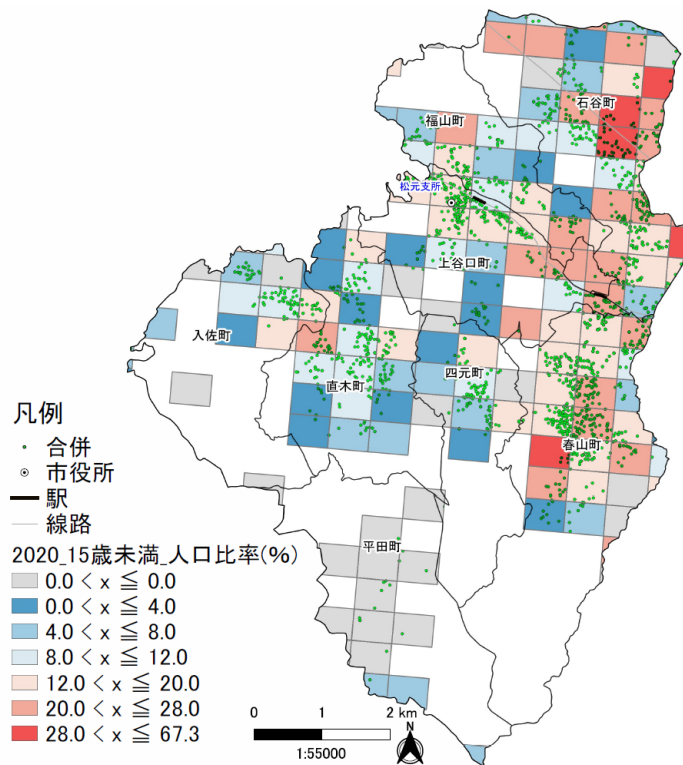 石谷町
福山町
松元支所
上谷口町
入佐町
直木町
四元町
春山町
平田町
凡例
合併
市役所
駅
線路
2020_15歳未満_人口比率(%)
0.0 < x ≦ 0.0
0.0 < x ≦ 4.0
4.0 < x ≦ 8.0
8.0 < x ≦ 12.0
12.0 < x ≦ 20.0
20.0 < x ≦ 28.0
28.0 < x ≦ 67.3
0 1 2 km
1:55000
N